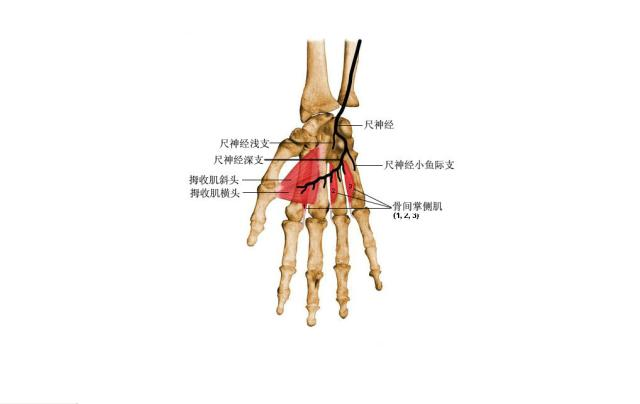 尺神经
尺神经浅支
尺神经深支
尺神经小鱼际支
拇收肌斜头
拇收肌横头
骨间掌侧肌
(1, 2, 3)